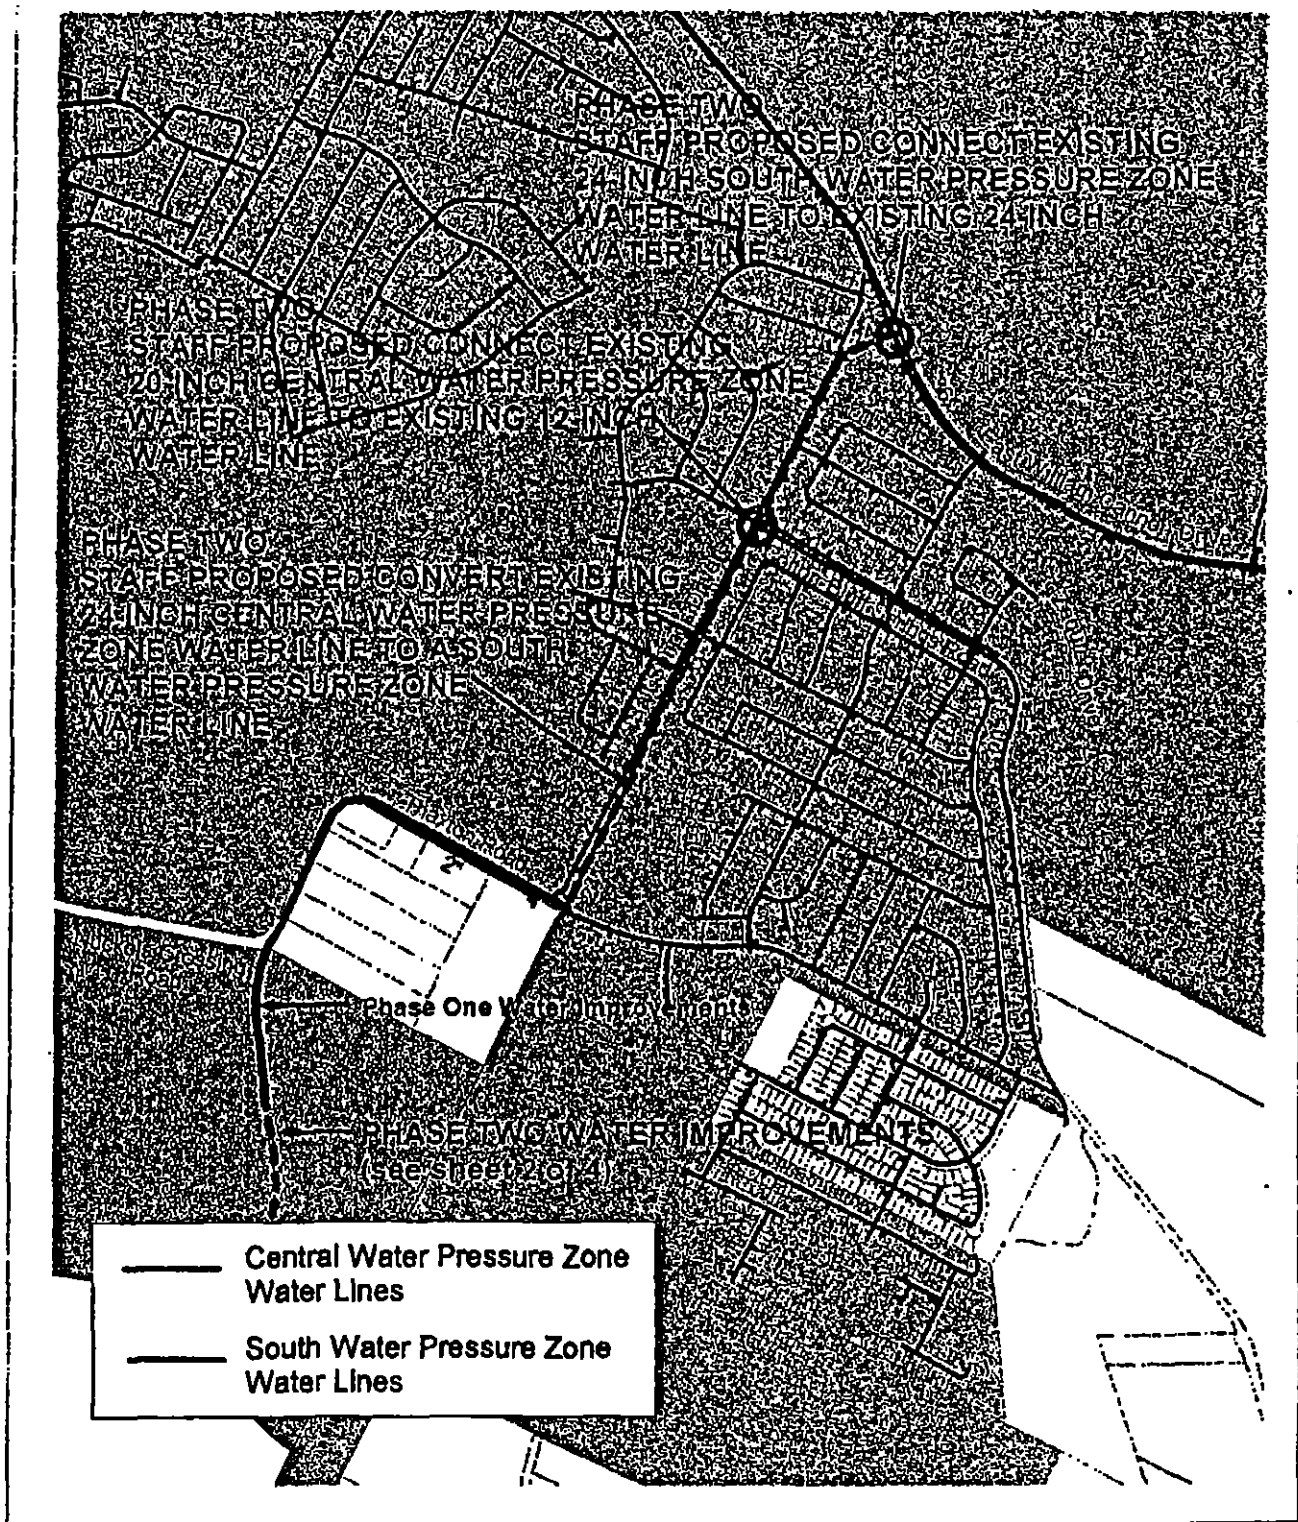 PHASE TWO
STAFF PROPOSED CONNECT EXISTING
24-INCH SOUTH WATER PRESSURE ZONE
WATER LINE TO EXISTING 24 INCH
WATER LINE
PHASE TWO
STAFF PROPOSED CONNECT EXISTING
20-INCH CENTRAL WATER PRESSURE ZONE
WATER LINE TO EXISTING 12-INCH
WATER LINE
PHASE TWO
STAFF PROPOSED CONVERT EXISTING
24-INCH CENTRAL WATER PRESSURE
ZONE WATER LINE TO A SOUTH
WATER PRESSURE ZONE
WATER LINE
Drive
Phase One Water Improvements
PHASE TWO WATER IMPROVEMENTS
(see sheet 2 of 4)
Central Water Pressure Zone
Water Lines
South Water Pressure Zone
Water Lines